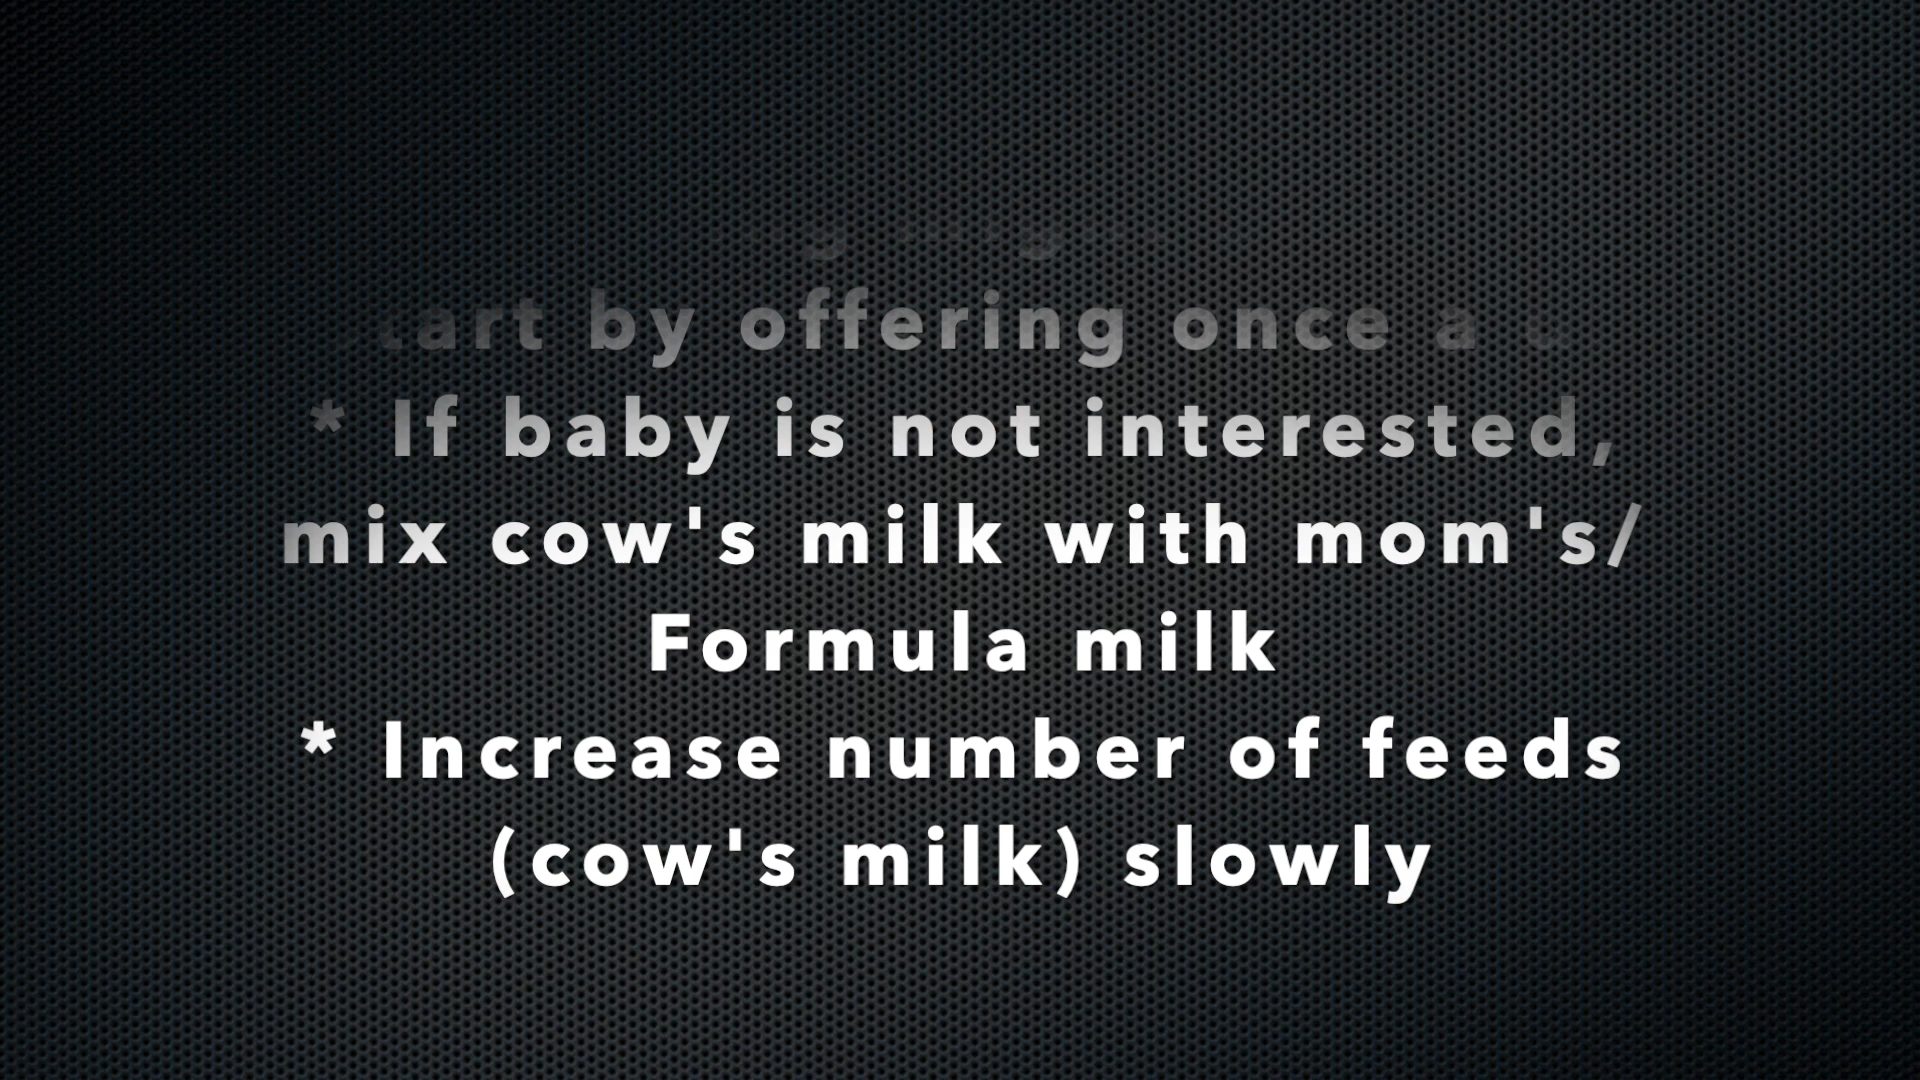 by offering once a
* If baby is not interested,
mix cow's milk with mom's/
Formula milk
* Increase number of feeds
(cow's milk) slowly